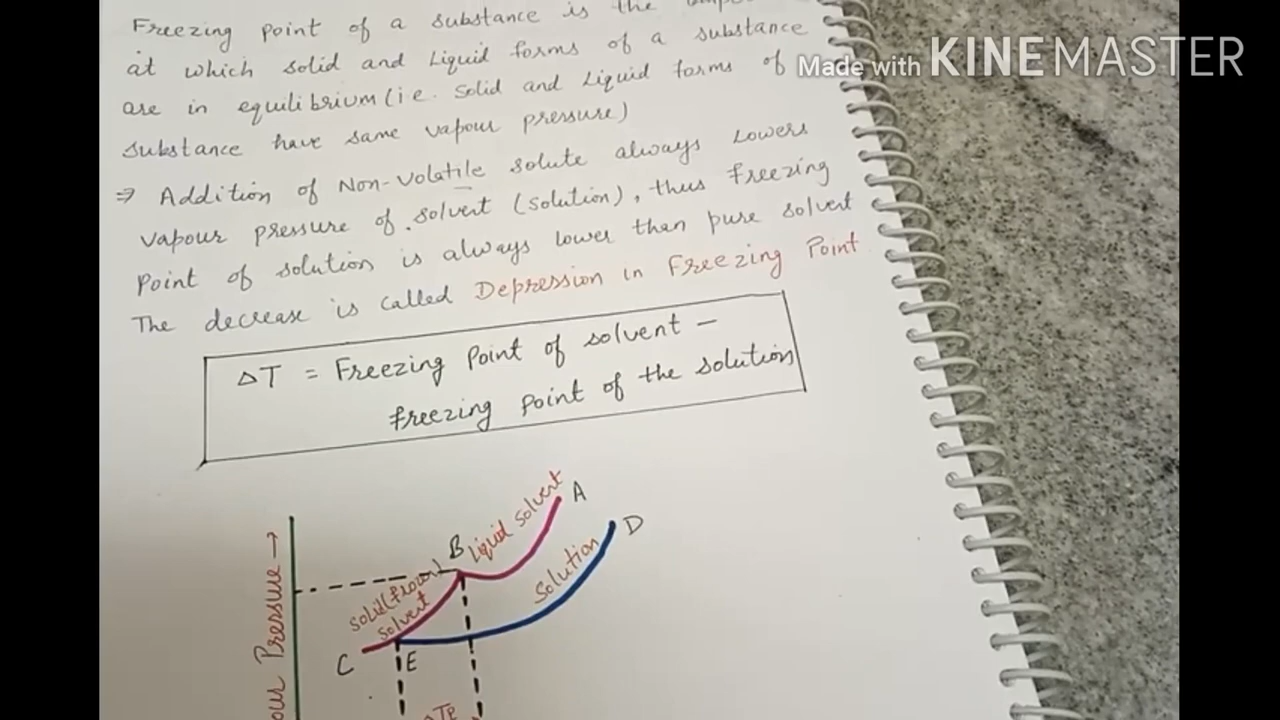 Freezing Point of a substance is the
at which solid and Liquid forms of a substance
are in equilibrium (i.e. Solid and Liquid forms of
substance have same vapour pressure)
⇒ Addition of Non-Volatile solute always Lowers
vapour pressure of solvent (solution), thus freezing
point of solution is always lower than pure solvent
The decrease is called Depression in Freezing Point
ΔT = Freezing Point of solvent –
freezing point of the solution
A
Liquid solvent
B
D
Solution
solid (frozen)
solvent
C
E
Pressure →
Made with KINEMASTER